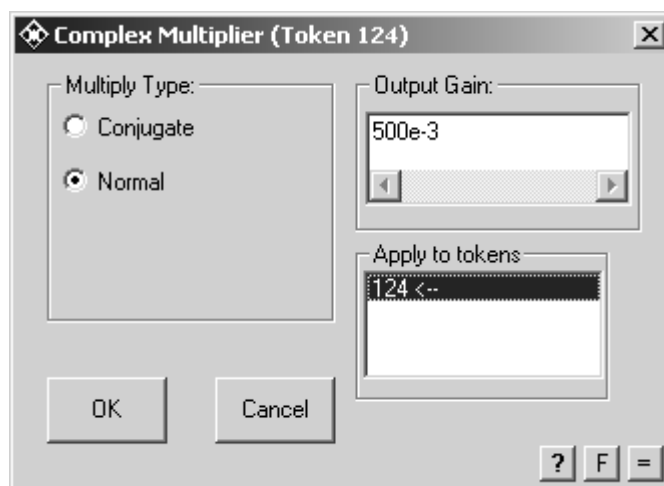 Complex Multiplier (Token 124)
Multiply Type:
Conjugate
Normal
Output Gain:
500e-3
Apply to tokens
124 <--
OK
Cancel
? F =